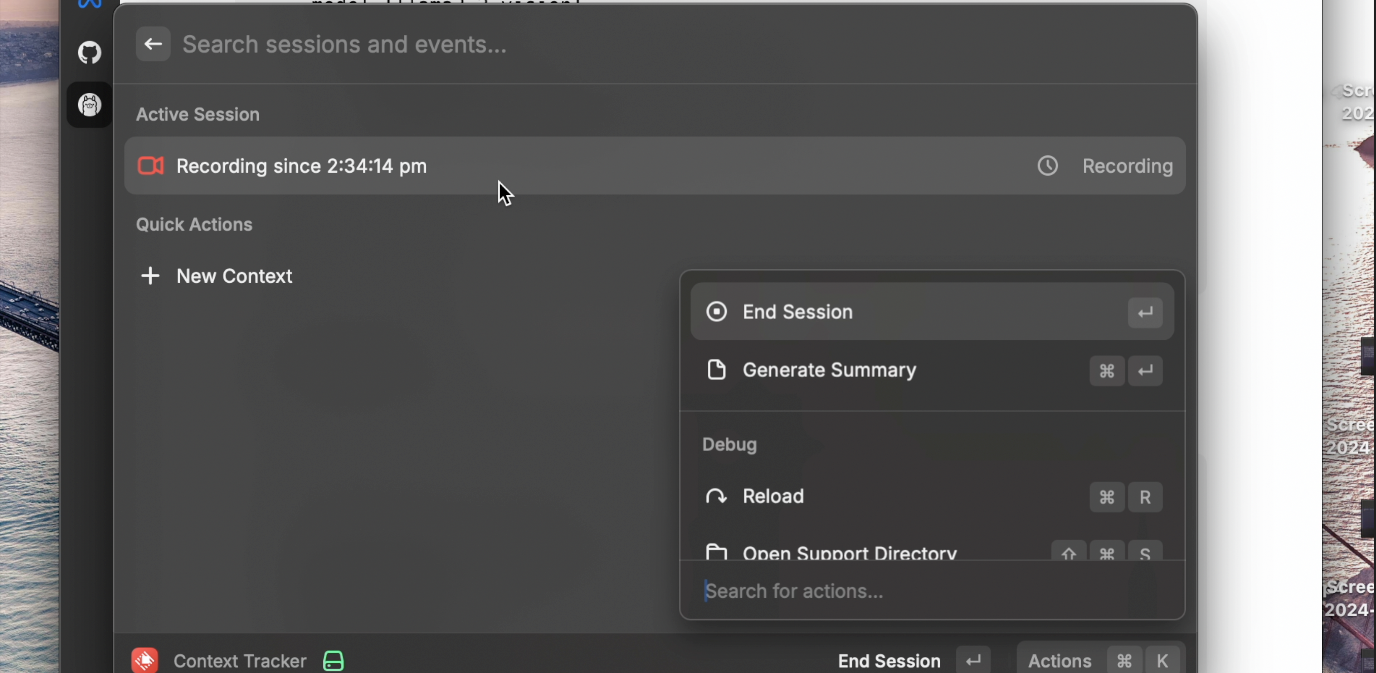 Search sessions and events...
Active Session
Recording since 2:34:14 pm
Recording
Quick Actions
New Context
End Session ↵
Generate Summary ⌘ ↵
Debug
Reload ⌘ R
Open Support Directory ⇧ ⌘ S
Search for actions...
Context Tracker
End Session ↵
Actions ⌘ K
Scre
202
Scree
2024
Scree
2024-